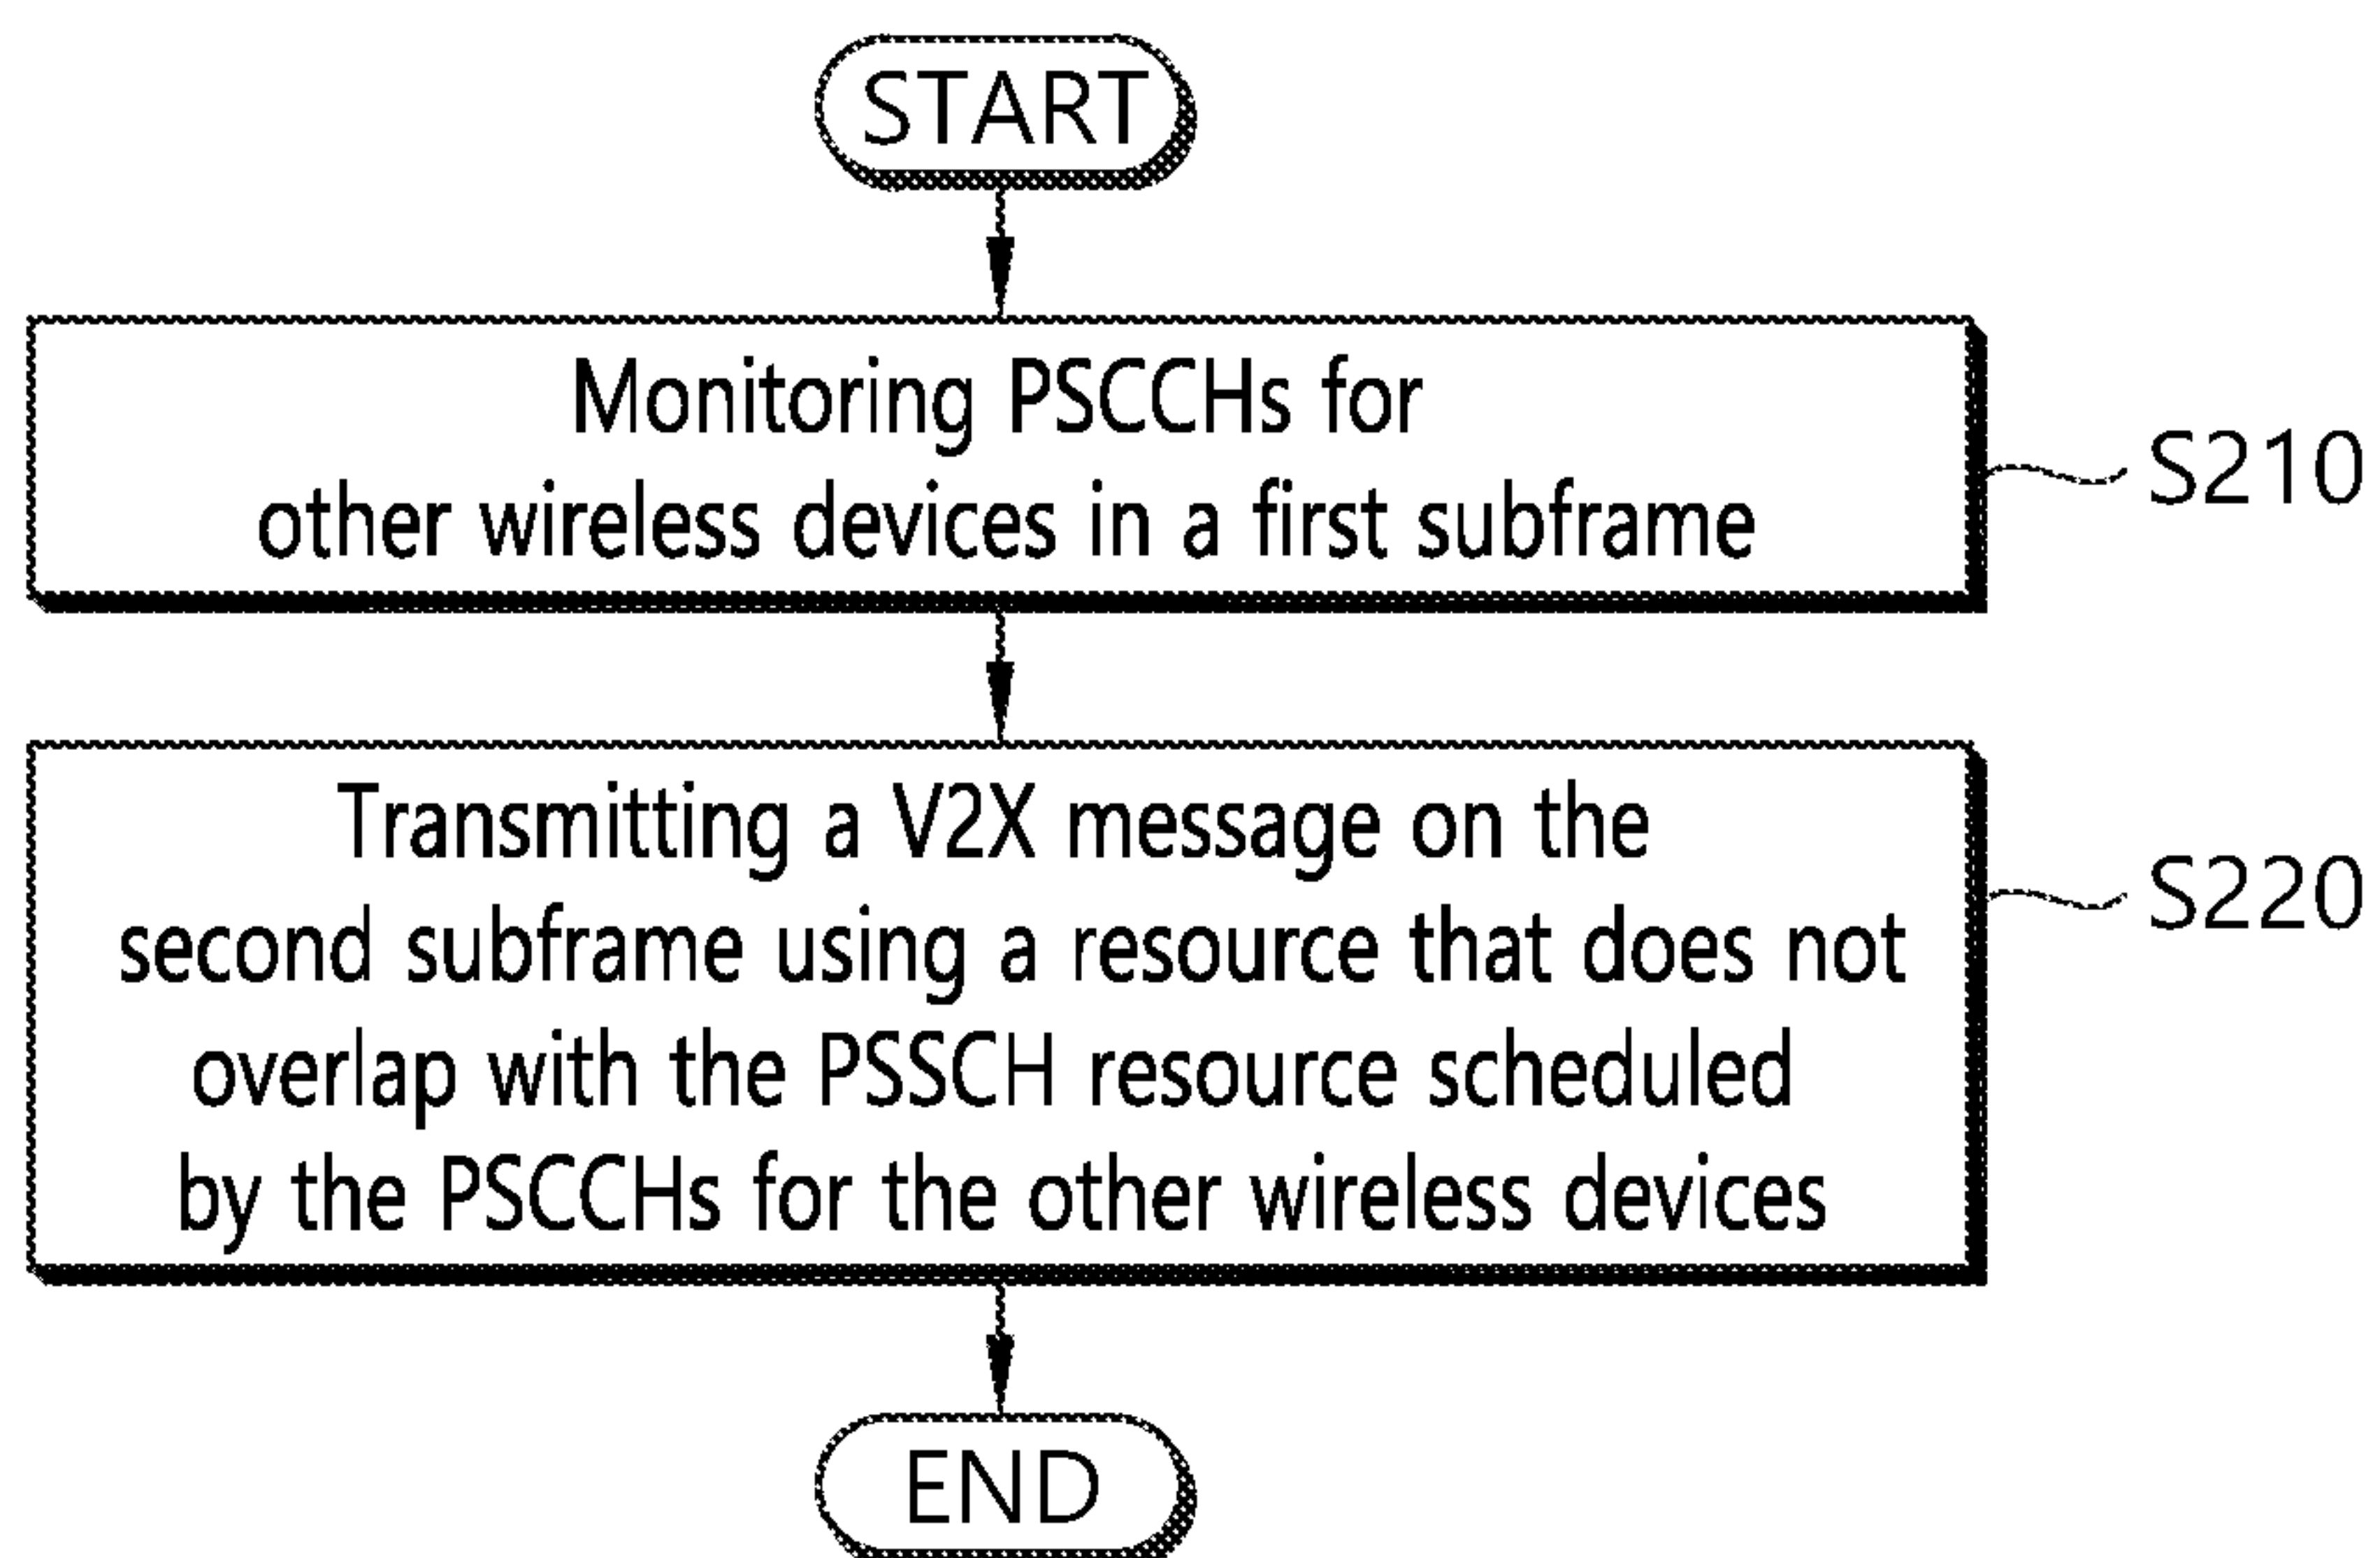 START
Monitoring PSCCHs for
other wireless devices in a first subframe
S210
Transmitting a V2X message on the
second subframe using a resource that does not
overlap with the PSSCH resource scheduled
by the PSCCHs for the other wireless devices
S220
END